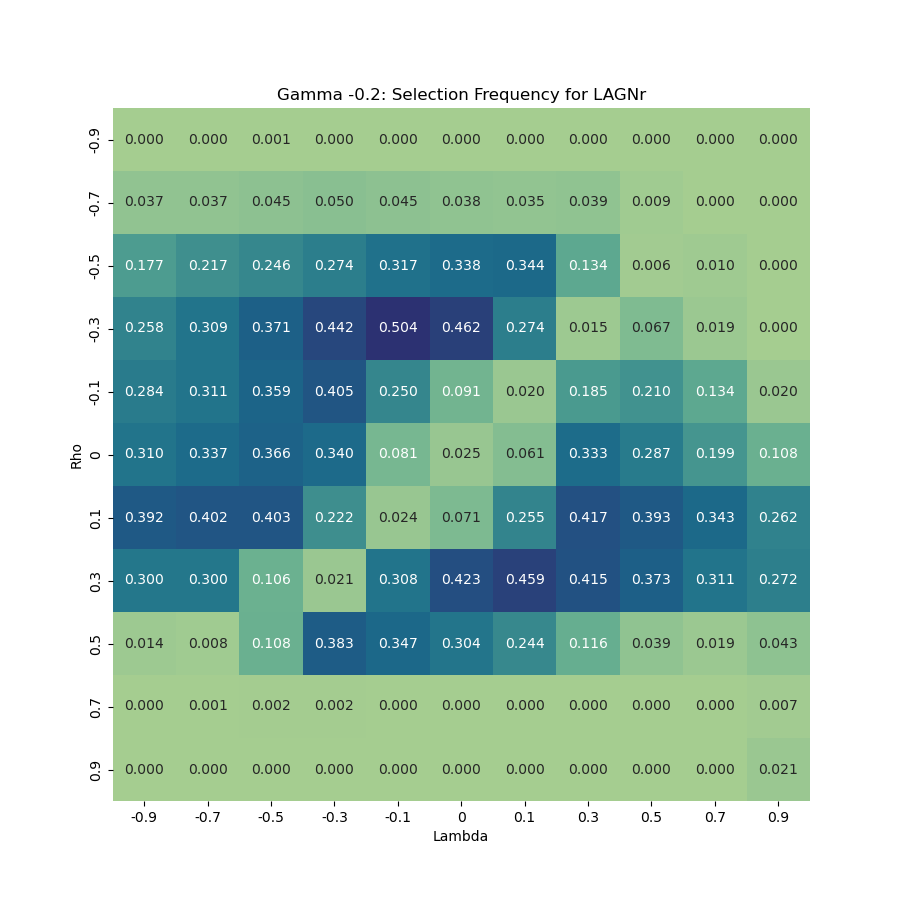 Gamma -0.2: Selection Frequency for LAGNr
-0.9 0.000 0.000 0.001 0.000 0.000 0.000 0.000 0.000 0.000 0.000 0.000
-0.7 0.037 0.037 0.045 0.050 0.045 0.038 0.035 0.039 0.009 0.000 0.000
-0.5 0.177 0.217 0.246 0.274 0.317 0.338 0.344 0.134 0.006 0.010 0.000
-0.3 0.258 0.309 0.371 0.442 0.504 0.462 0.274 0.015 0.067 0.019 0.000
-0.1 0.284 0.311 0.359 0.405 0.250 0.091 0.020 0.185 0.210 0.134 0.020
Rho
0 0.310 0.337 0.366 0.340 0.081 0.025 0.061 0.333 0.287 0.199 0.108
0.1 0.392 0.402 0.403 0.222 0.024 0.071 0.255 0.417 0.393 0.343 0.262
0.3 0.300 0.300 0.106 0.021 0.308 0.423 0.459 0.415 0.373 0.311 0.272
0.5 0.014 0.008 0.108 0.383 0.347 0.304 0.244 0.116 0.039 0.019 0.043
0.7 0.000 0.001 0.002 0.002 0.000 0.000 0.000 0.000 0.000 0.000 0.007
0.9 0.000 0.000 0.000 0.000 0.000 0.000 0.000 0.000 0.000 0.000 0.021
-0.9 -0.7 -0.5 -0.3 -0.1 0 0.1 0.3 0.5 0.7 0.9
Lambda